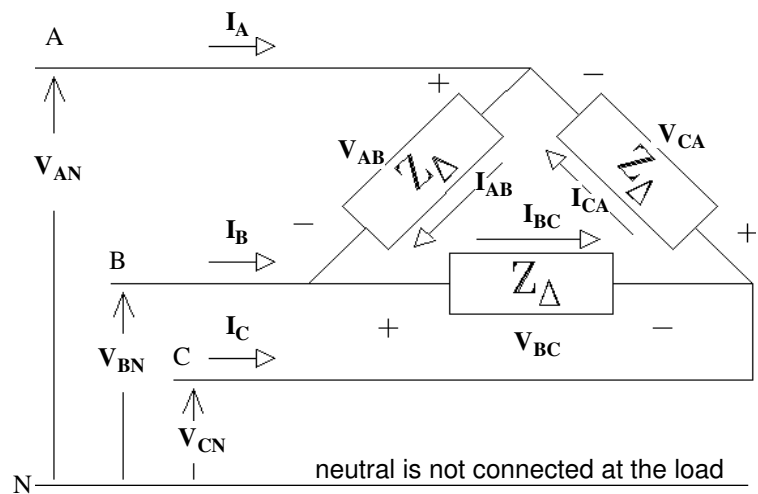 A
I_A
+
−
V_AN
V_AB
Z_Δ
Z_Δ
V_CA
I_AB
I_CA
I_BC
−
+
I_B
B
Z_Δ
V_BN
I_C
C
+
V_BC
−
V_CN
N
neutral is not connected at the load